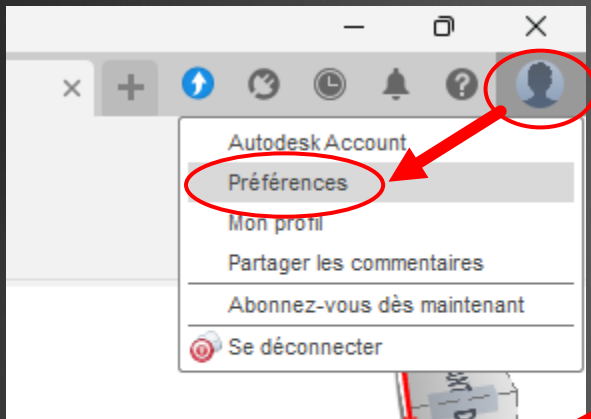 Autodesk Account
Préférences
Mon profil
Partager les commentaires
Abonnez-vous dès maintenant
Se déconnecter